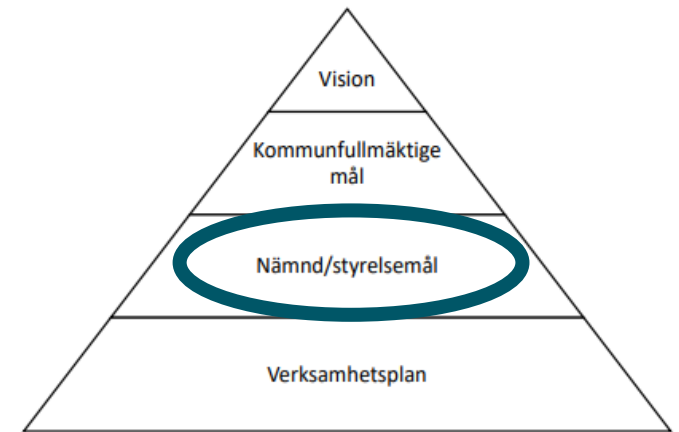 Vision
Kommunfullmäktige
mål
Nämnd/styrelsemål
Verksamhetsplan